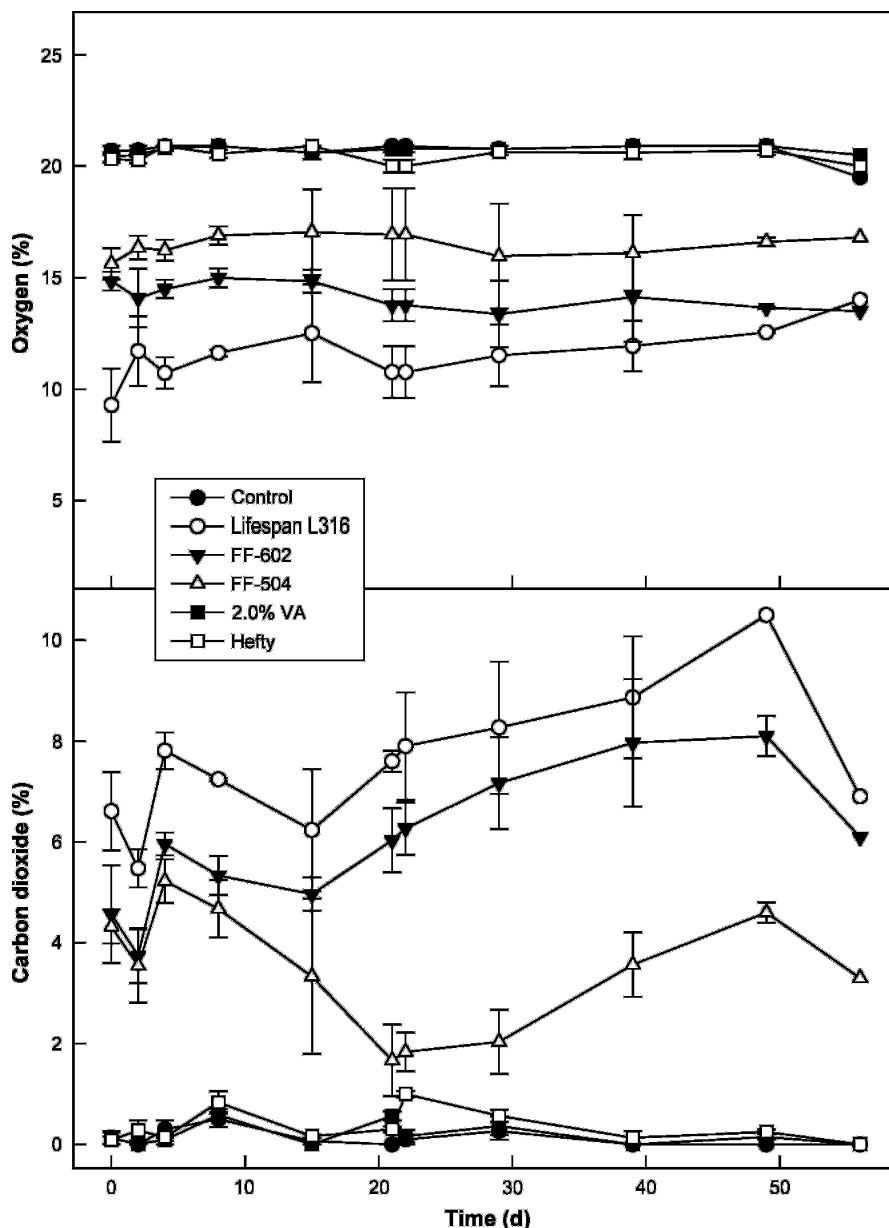 25
20
15
10
5
Oxygen (%)
Control
Lifespan L316
FF-602
FF-504
2.0% VA
Hefty
10
8
6
4
2
0
Carbon dioxide (%)
0 10 20 30 40 50
Time (d)